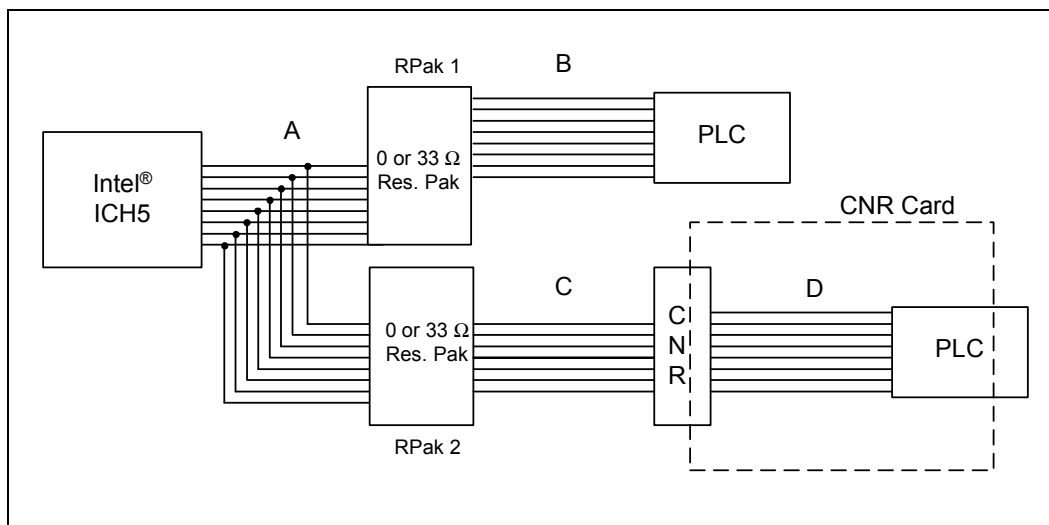 RPak 1
B
A
Intel®
ICH5
0 or 33 Ω
Res. Pak
PLC
CNR Card
C
D
0 or 33 Ω
Res. Pak
C
N
R
PLC
RPak 2